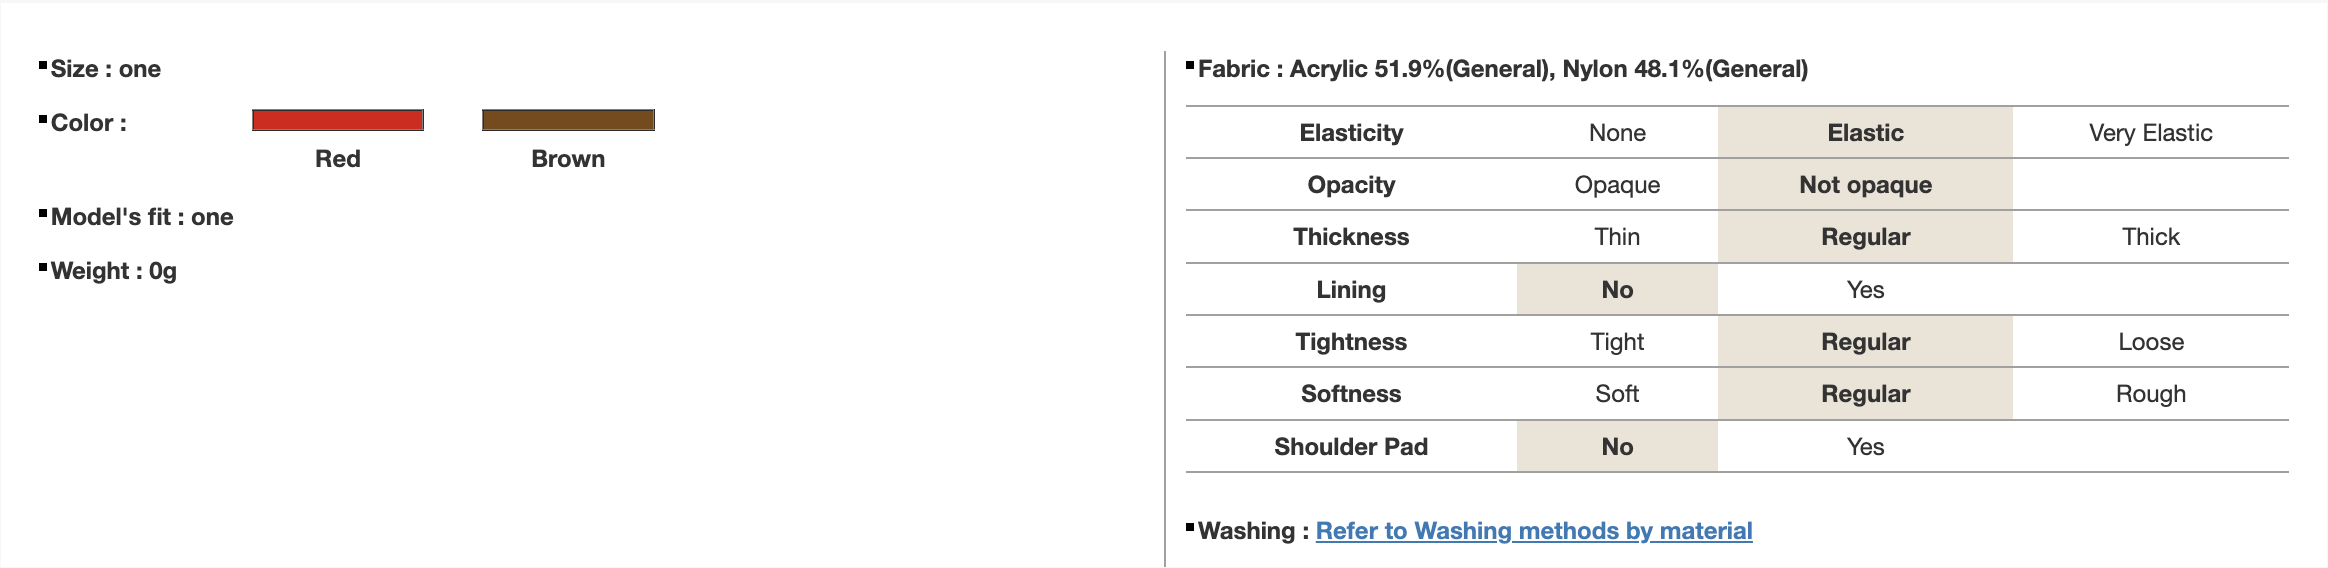 ▪Size : one
▪Color :
Red Brown
▪Model's fit : one
▪Weight : 0g
▪Fabric : Acrylic 51.9%(General), Nylon 48.1%(General)
Elasticity None Elastic Very Elastic
Opacity Opaque Not opaque
Thickness Thin Regular Thick
Lining No Yes
Tightness Tight Regular Loose
Softness Soft Regular Rough
Shoulder Pad No Yes
▪Washing : Refer to Washing methods by material